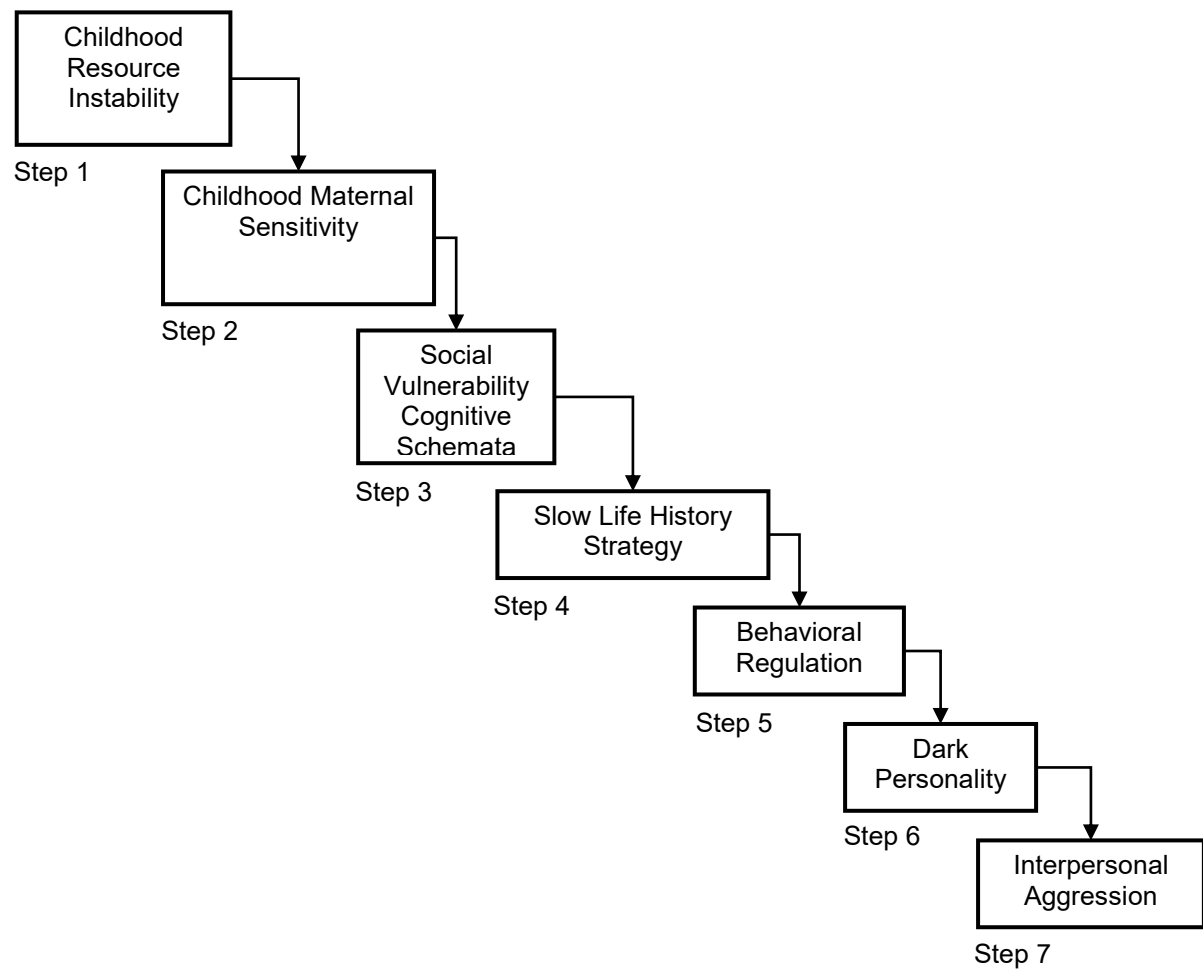 Childhood
Resource
Instability
Step 1
Childhood Maternal
Sensitivity
Step 2
Social
Vulnerability
Cognitive
Schemata
Step 3
Slow Life History
Strategy
Step 4
Behavioral
Regulation
Step 5
Dark
Personality
Step 6
Interpersonal
Aggression
Step 7